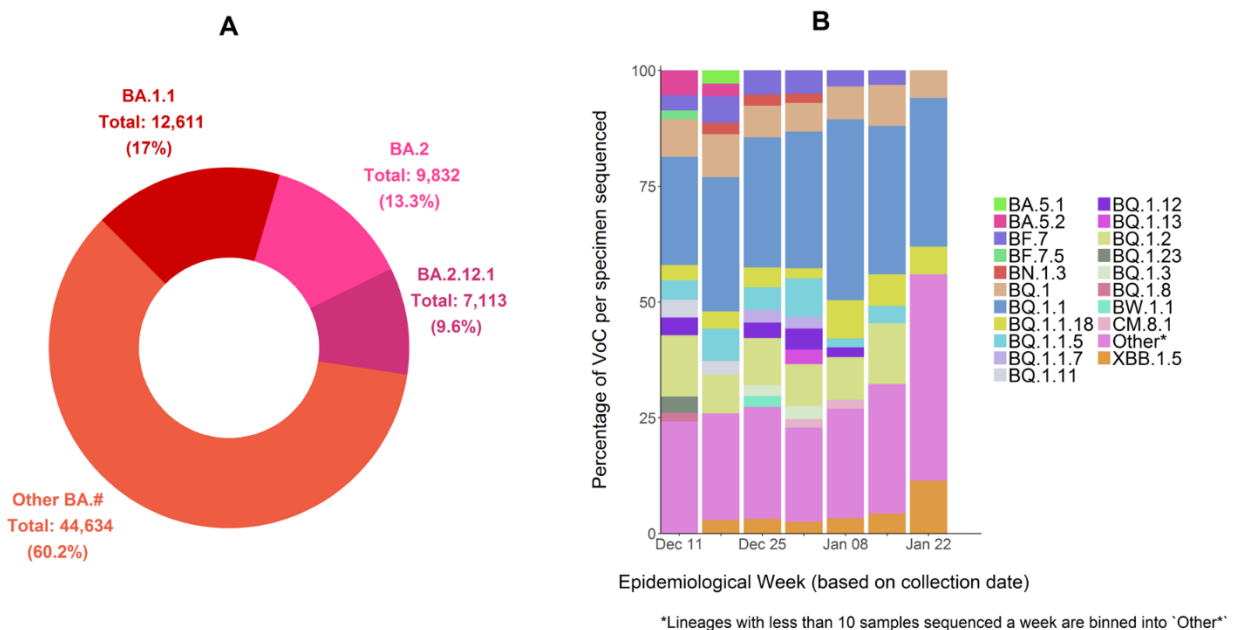 A
BA.1.1
Total: 12,611
(17%)
BA.2
Total: 9,832
(13.3%)
BA.2.12.1
Total: 7,113
(9.6%)
Other BA.#
Total: 44,634
(60.2%)
B
Percentage of VoC per specimen sequenced
100
75
50
25
0
Dec 11
Dec 25
Jan 08
Jan 22
Epidemiological Week (based on collection date)
BA.5.1
BA.5.2
BF.7
BF.7.5
BN.1.3
BQ.1
BQ.1.1
BQ.1.1.18
BQ.1.1.5
BQ.1.1.7
BQ.1.11
BQ.1.12
BQ.1.13
BQ.1.2
BQ.1.23
BQ.1.3
BQ.1.8
BW.1.1
CM.8.1
Other*
XBB.1.5
*Lineages with less than 10 samples sequenced a week are binned into `Other*`